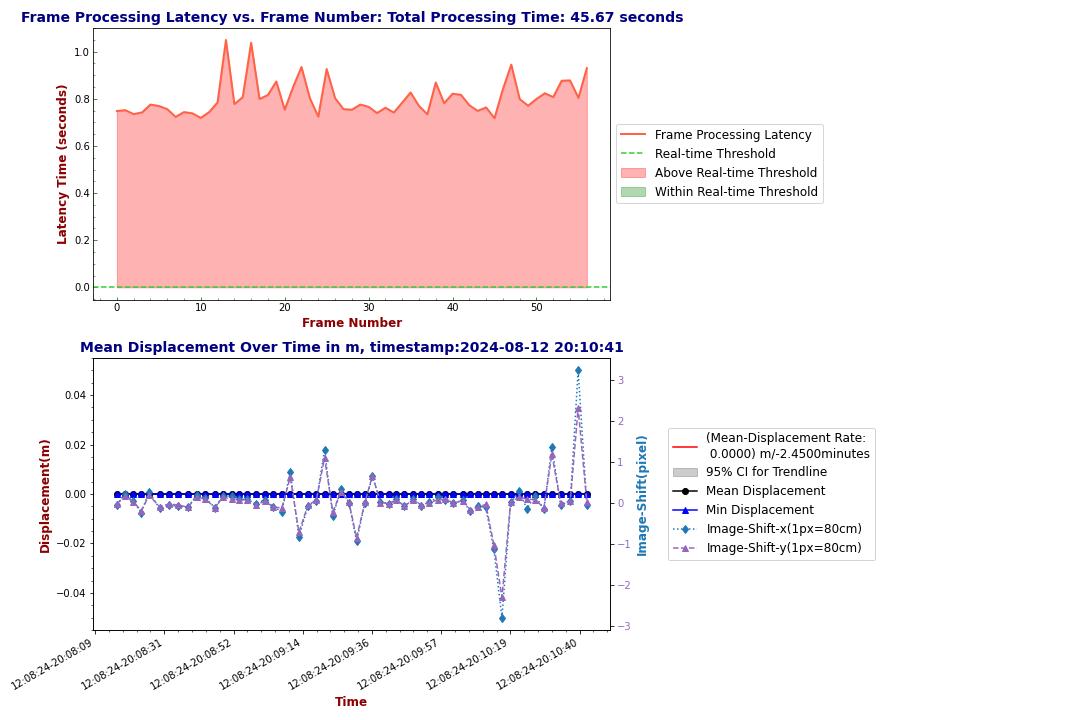 Frame Processing Latency vs. Frame Number: Total Processing Time: 45.67 seconds
Latency Time (seconds)
1.0
0.8
0.6
0.4
0.2
0.0
0 10 20 30 40 50
Frame Number
Frame Processing Latency
Real-time Threshold
Above Real-time Threshold
Within Real-time Threshold
Mean Displacement Over Time in m, timestamp:2024-08-12 20:10:41
Displacement(m)
0.04
0.02
0.00
−0.02
−0.04
3
2
1
0
−1
−2
−3
Image-Shift(pixel)
12:08:24-20:08:09
12:08:24-20:08:31
12:08:24-20:08:52
12:08:24-20:09:14
12:08:24-20:09:36
12:08:24-20:09:57
12:08:24-20:10:19
12:08:24-20:10:40
Time
(Mean-Displacement Rate:
0.0000) m/-2.4500minutes
95% CI for Trendline
Mean Displacement
Min Displacement
Image-Shift-x(1px=80cm)
Image-Shift-y(1px=80cm)